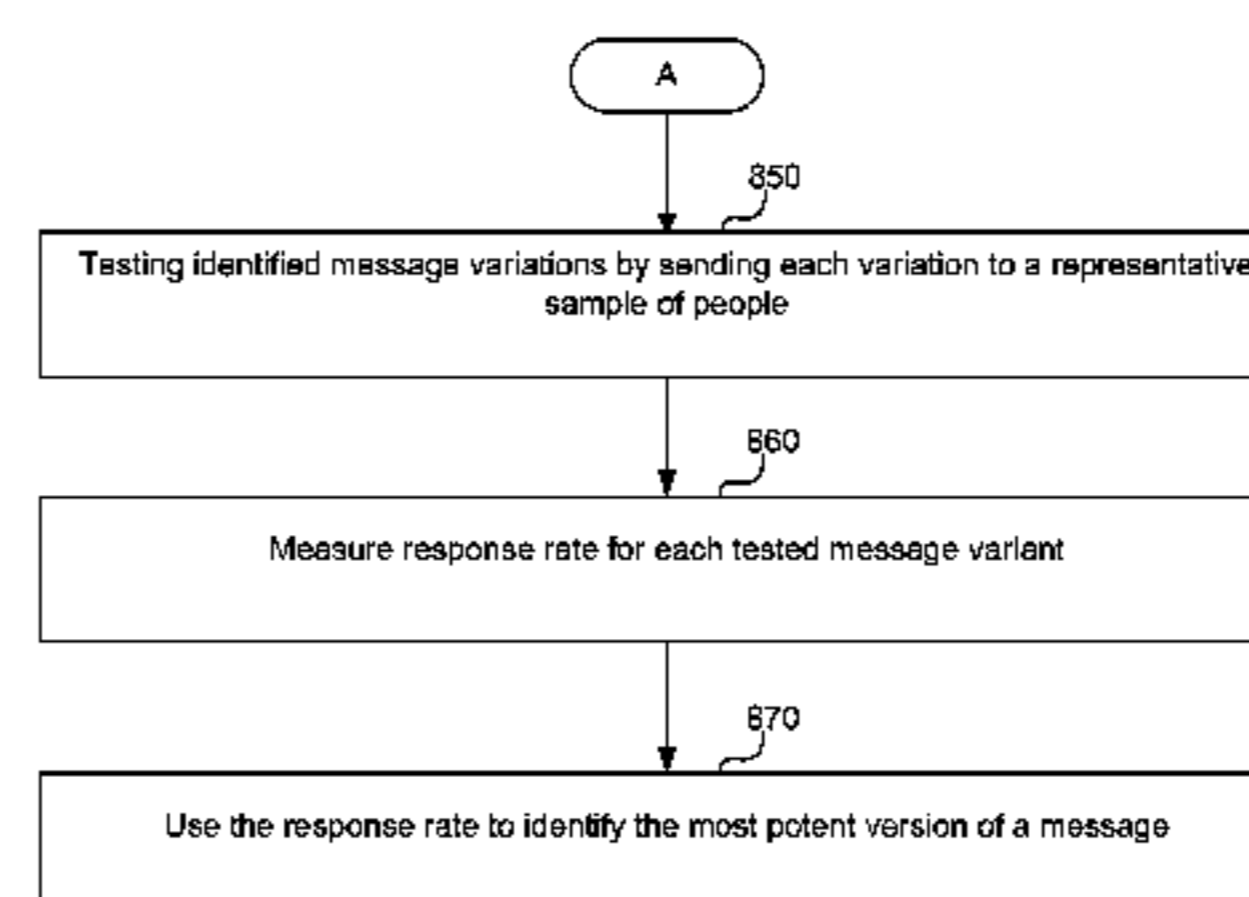 A
850
Testing identified message variations by sending each variation to a representative
sample of people
860
Measure response rate for each tested message variant
870
Use the response rate to identify the most potent version of a message